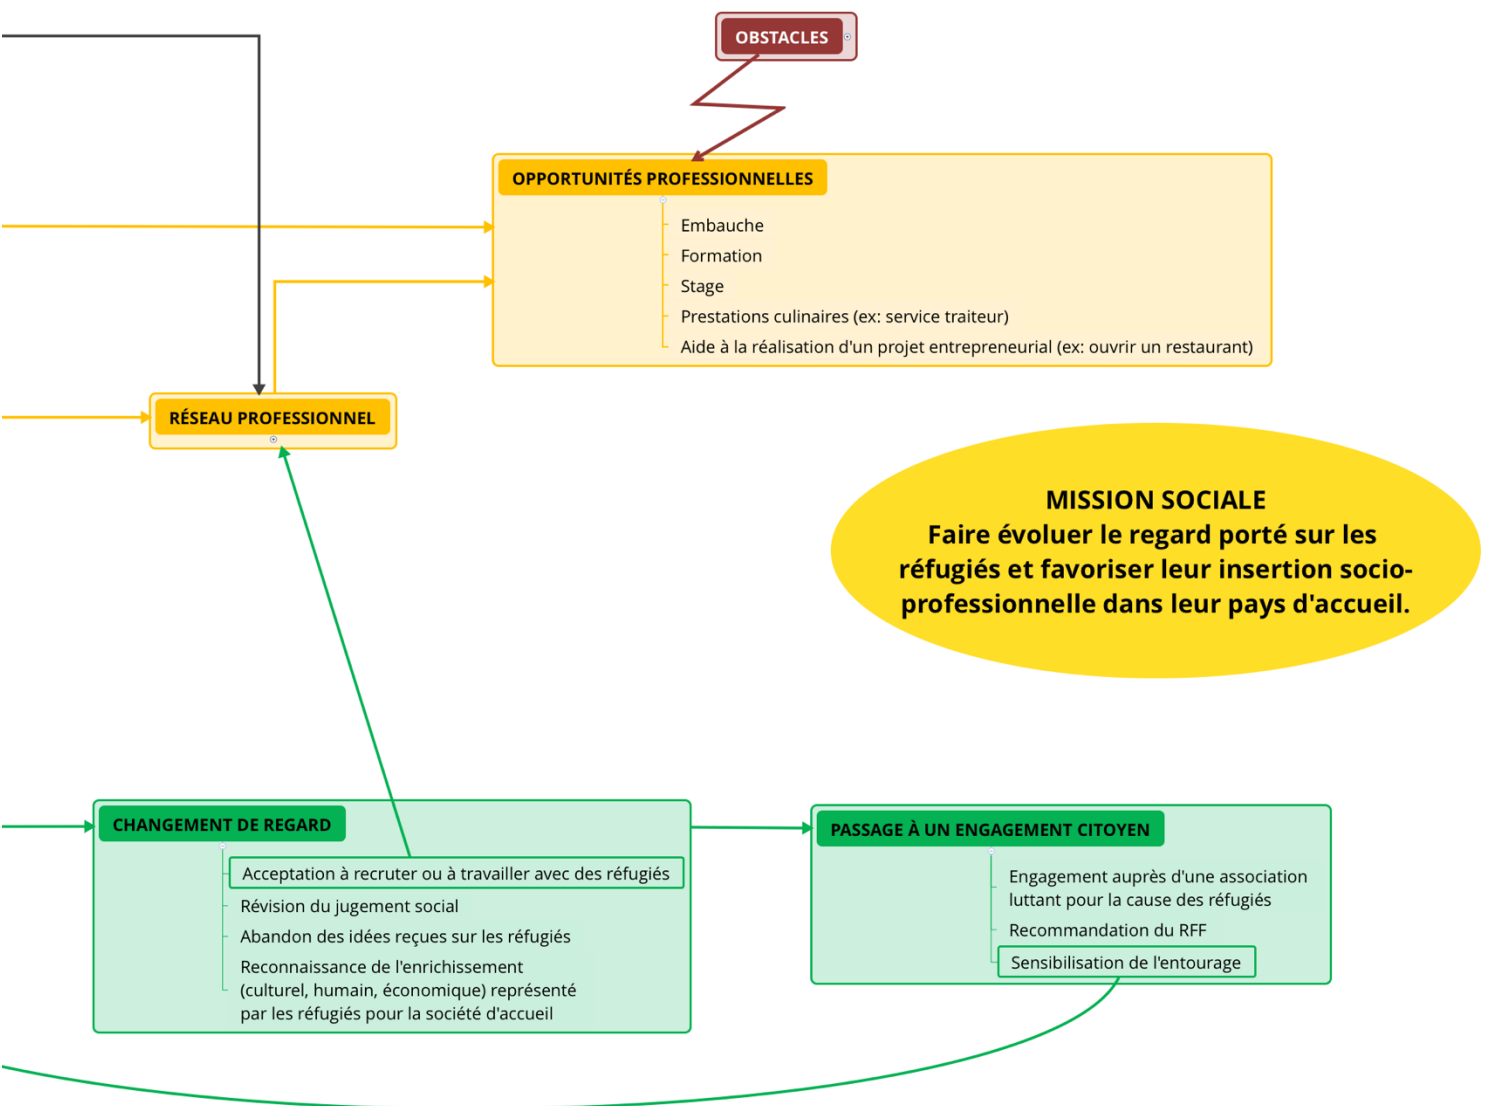 OBSTACLES
OPPORTUNITÉS PROFESSIONNELLES
Embauche
Formation
Stage
Prestations culinaires (ex: service traiteur)
Aide à la réalisation d'un projet entrepreneurial (ex: ouvrir un restaurant)
RÉSEAU PROFESSIONNEL
MISSION SOCIALE
Faire évoluer le regard porté sur les
réfugiés et favoriser leur insertion socio-
professionnelle dans leur pays d'accueil.
CHANGEMENT DE REGARD
Acceptation à recruter ou à travailler avec des réfugiés
Révision du jugement social
Abandon des idées reçues sur les réfugiés
Reconnaissance de l'enrichissement
(culturel, humain, économique) représenté
par les réfugiés pour la société d'accueil
PASSAGE À UN ENGAGEMENT CITOYEN
Engagement auprès d'une association
luttant pour la cause des réfugiés
Recommandation du RFF
Sensibilisation de l'entourage